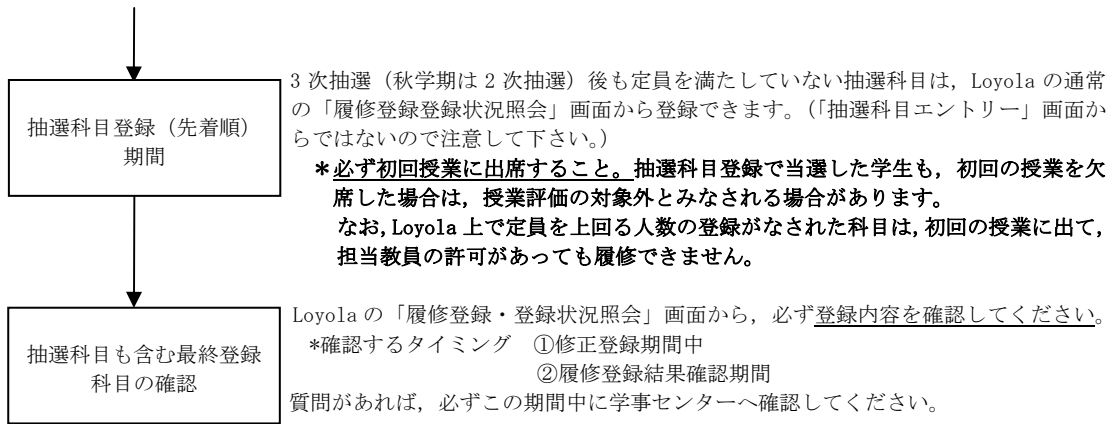 抽選科目登録（先着順）
期間
3 次抽選（秋学期は 2 次抽選）後も定員を満たしていない抽選科目は，Loyola の通常
の「履修登録登録状況照会」画面から登録できます。（「抽選科目エントリー」画面か
らではないので注意して下さい。）
＊必ず初回授業に出席すること。抽選科目登録で当選した学生も，初回の授業を欠
席した場合は，授業評価の対象外とみなされる場合があります。
なお，Loyola 上で定員を上回る人数の登録がなされた科目は，初回の授業に出て，
担当教員の許可があっても履修できません。
抽選科目も含む最終登録
科目の確認
Loyola の「履修登録・登録状況照会」画面から，必ず登録内容を確認してください。
*確認するタイミング　①修正登録期間中
②履修登録結果確認期間
質問があれば，必ずこの期間中に学事センターへ確認してください。